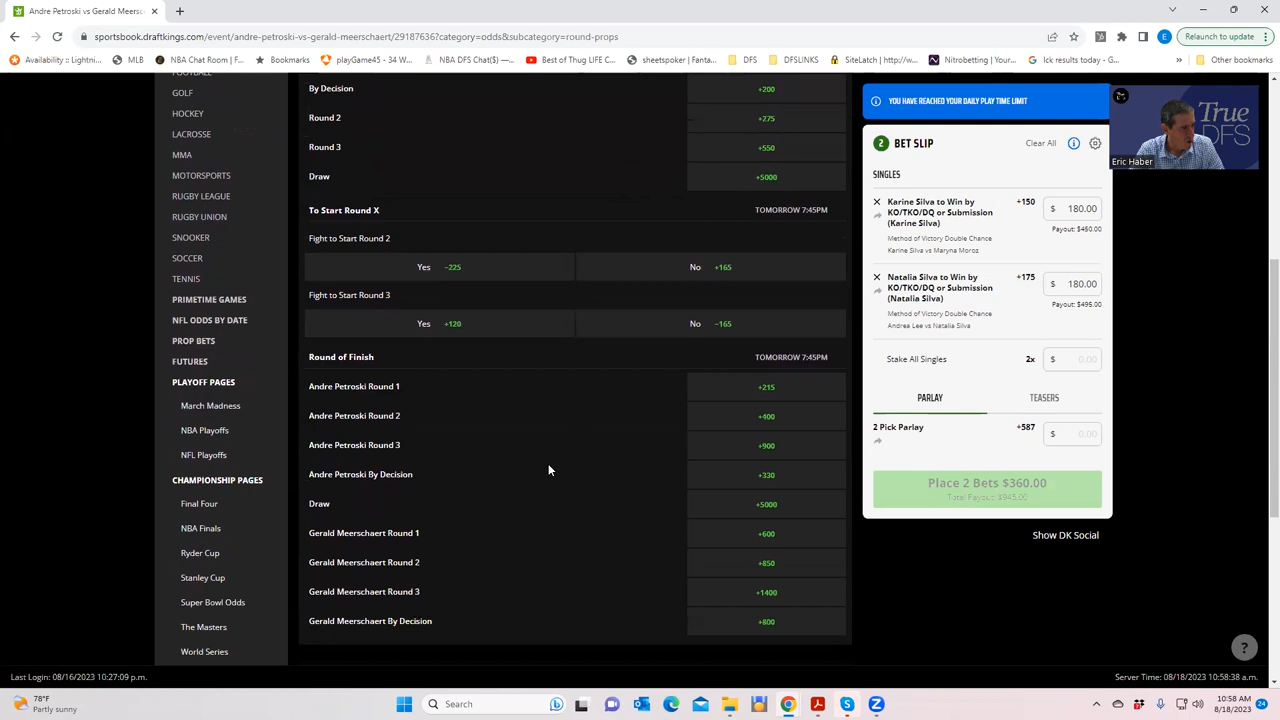 Andre Petroski vs Gerald Meersc
sportsbook.draftkings.com/event/andre-petroski-vs-gerald-meerschaert/29187636?category=odds&subcategory=round-props
E
Relaunch to update
Availability :: Lightni...
MLB
NBA Chat Room | F...
Bookmarks
playGame45 - 34 W...
NBA DFS Chat($) —...
Best of Thug LIFE C...
sheetspoker | Fanta...
DFS
DFSLINKS
SiteLatch | http://w...
Nitrobetting | Your...
Ick results today - G...
»
Other bookmarks
FOOTBALL
GOLF
HOCKEY
LACROSSE
MMA
MOTORSPORTS
RUGBY LEAGUE
RUGBY UNION
SNOOKER
SOCCER
TENNIS
PRIMETIME GAMES
NFL ODDS BY DATE
PROP BETS
FUTURES
PLAYOFF PAGES
March Madness
NBA Playoffs
NFL Playoffs
CHAMPIONSHIP PAGES
Final Four
NBA Finals
Ryder Cup
Stanley Cup
Super Bowl Odds
The Masters
World Series
By Decision +200
Round 2 +275
Round 3 +550
Draw +5000
To Start Round X TOMORROW 7:45PM
Fight to Start Round 2
Yes −225 No +165
Fight to Start Round 3
Yes +120 No −165
Round of Finish TOMORROW 7:45PM
Andre Petroski Round 1 +215
Andre Petroski Round 2 +400
Andre Petroski Round 3 +900
Andre Petroski By Decision +330
Draw +5000
Gerald Meerschaert Round 1 +600
Gerald Meerschaert Round 2 +850
Gerald Meerschaert Round 3 +1400
Gerald Meerschaert By Decision +800
YOU HAVE REACHED YOUR DAILY PLAY TIME LIMIT
2 BET SLIP Clear All
SINGLES
Karine Silva to Win by +150
KO/TKO/DQ or Submission $ 180.00
(Karine Silva) Payout: $450.00
Method of Victory Double Chance
Karine Silva vs Maryna Moroz
Natalia Silva to Win by +175
KO/TKO/DQ or Submission $ 180.00
(Natalia Silva) Payout: $495.00
Method of Victory Double Chance
Andrea Lee vs Natalia Silva
Stake All Singles 2x $ 0.00
PARLAY TEASERS
2 Pick Parlay +587 $ 0.00
Place 2 Bets $360.00
Total Payout: $945.00
Show DK Social
True
DFS
Eric Haber
?
Last Login: 08/16/2023 10:27:09 p.m.
Server Time: 08/18/2023 10:58:38 a.m.
78°F
Partly sunny
Search
10:58 AM
8/18/2023
24